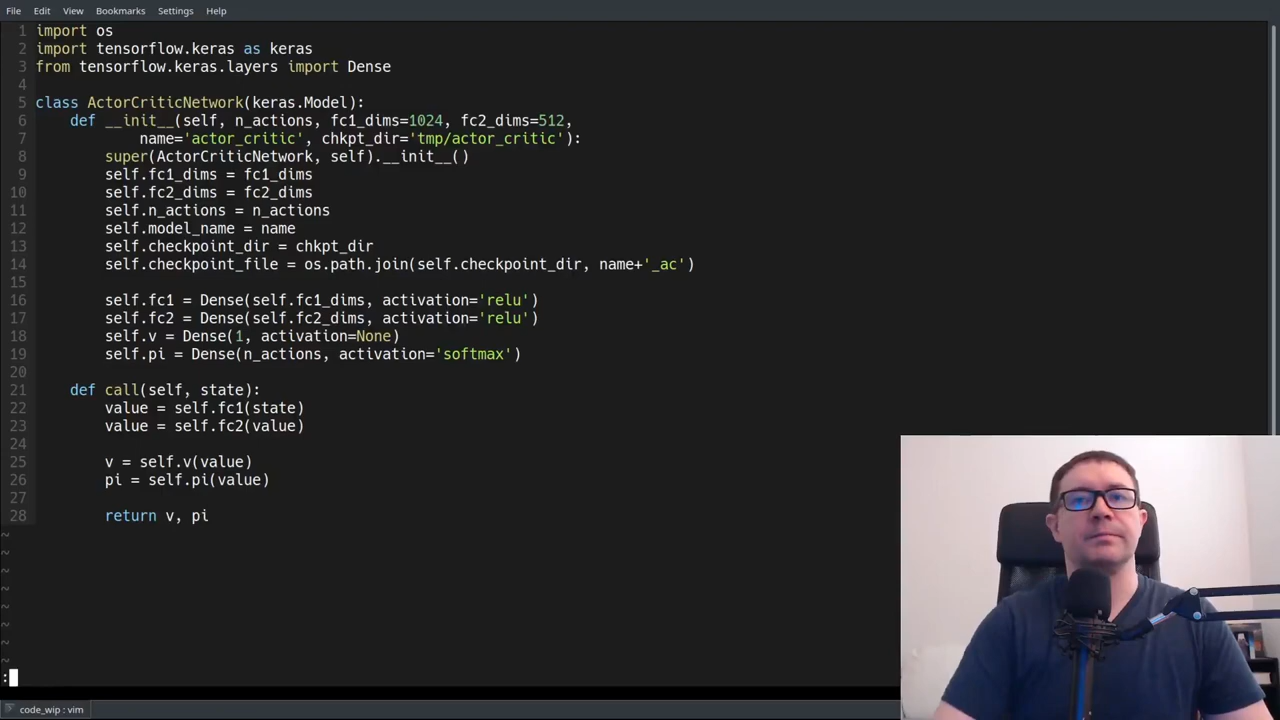 File Edit View Bookmarks Settings Help
1 import os
2 import tensorflow.keras as keras
3 from tensorflow.keras.layers import Dense
4
5 class ActorCriticNetwork(keras.Model):
6     def __init__(self, n_actions, fc1_dims=1024, fc2_dims=512,
7             name='actor_critic', chkpt_dir='tmp/actor_critic'):
8         super(ActorCriticNetwork, self).__init__()
9         self.fc1_dims = fc1_dims
10         self.fc2_dims = fc2_dims
11         self.n_actions = n_actions
12         self.model_name = name
13         self.checkpoint_dir = chkpt_dir
14         self.checkpoint_file = os.path.join(self.checkpoint_dir, name+'_ac')
15
16         self.fc1 = Dense(self.fc1_dims, activation='relu')
17         self.fc2 = Dense(self.fc2_dims, activation='relu')
18         self.v = Dense(1, activation=None)
19         self.pi = Dense(n_actions, activation='softmax')
20
21     def call(self, state):
22         value = self.fc1(state)
23         value = self.fc2(value)
24
25         v = self.v(value)
26         pi = self.pi(value)
27
28         return v, pi
~
~
~
~
~
~
~
~
:
code_wip : vim